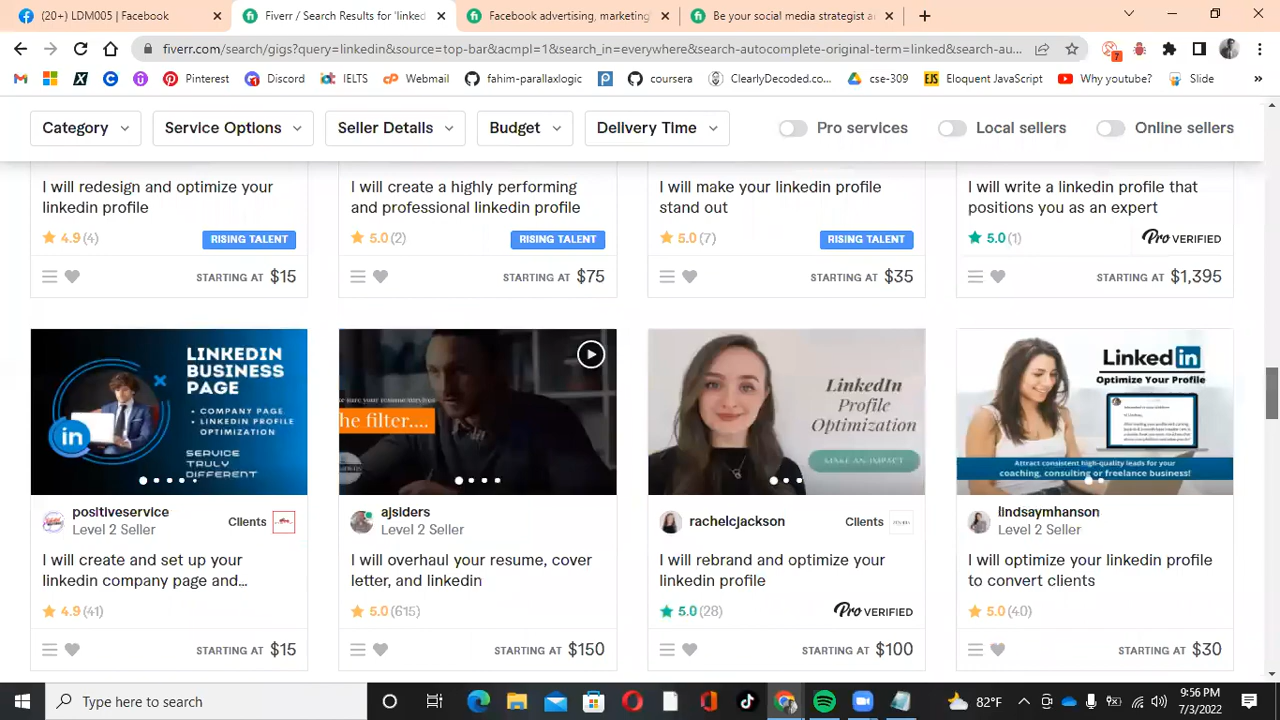 (20+) LDM005 | Facebook
Fiverr / Search Results for 'linked
Facebook advertising, marketing
Be your social media strategist a
fiverr.com/search/gigs?query=linkedin&source=top-bar&acmpl=1&search_in=everywhere&search-autocomplete-original-term=linked&search-au...
7
Pinterest
Discord
IELTS
Webmail
fahim-parallaxlogic
coursera
ClarlyDecoded.co...
cse-309
EJS
Eloquent JavaScript
Why youtube?
Slide
Category
Service Options
Seller Details
Budget
Delivery Time
Pro services
Local sellers
Online sellers
I will redesign and optimize your
linkedin profile
4.9 (4)
RISING TALENT
STARTING AT $15
I will create a highly performing
and professional linkedin profile
5.0 (2)
RISING TALENT
STARTING AT $75
I will make your linkedin profile
stand out
5.0 (7)
RISING TALENT
STARTING AT $35
I will write a linkedin profile that
positions you as an expert
5.0 (1)
Pro VERIFIED
STARTING AT $1,395
LINKEDIN
BUSINESS
PAGE
• COMPANY PAGE
• LINKEDIN PROFILE
OPTIMIZATION
SERVICE
TRULY
DIFFERENT
in
positiveservice
Level 2 Seller
Clients
I will create and set up your
linkedin company page and...
4.9 (41)
STARTING AT $15
he filter....
ajsiders
Level 2 Seller
I will overhaul your resume, cover
letter, and linkedin
5.0 (615)
STARTING AT $150
LinkedIn
Profile
Optimization
MAKE AN IMPACT
rachelcjackson
Clients
I will rebrand and optimize your
linkedin profile
5.0 (28)
Pro VERIFIED
STARTING AT $100
Linked in
Optimize Your Profile
Attract consistent high-quality leads for your
coaching, consulting or freelance business!
lindsaymhanson
Level 2 Seller
I will optimize your linkedin profile
to convert clients
5.0 (40)
STARTING AT $30
Type here to search
82°F
9:56 PM
7/3/2022